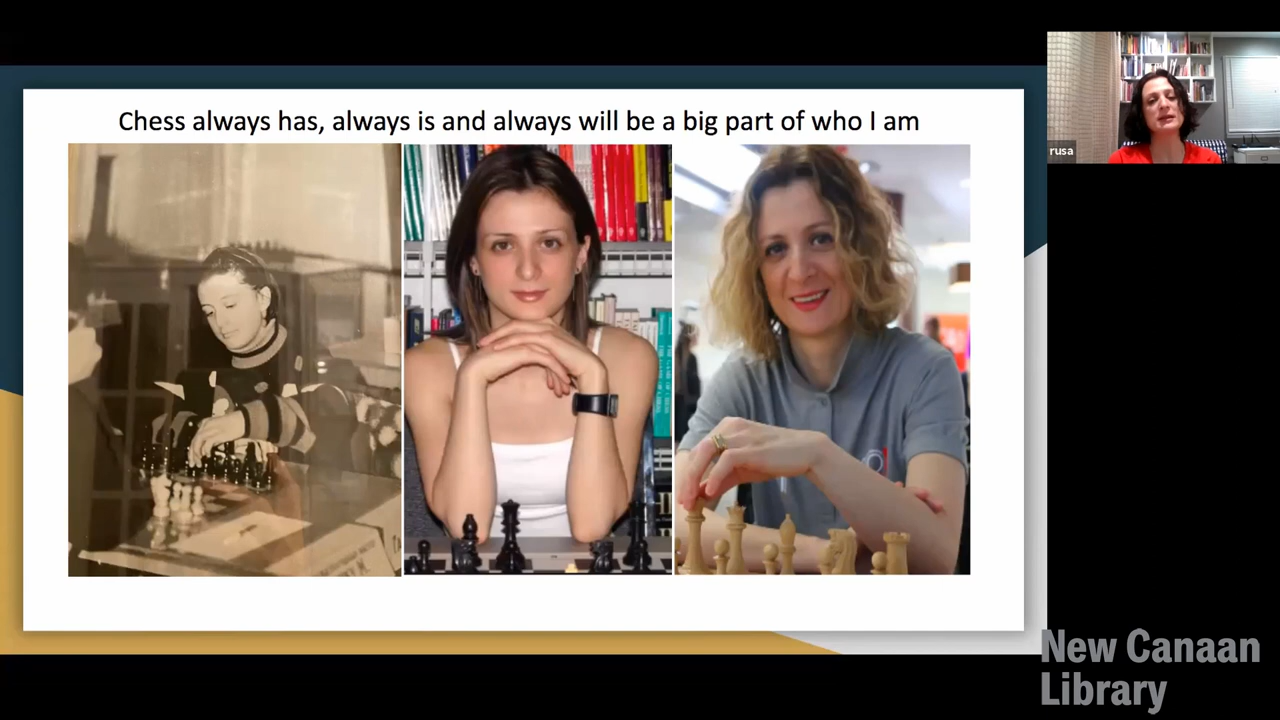 Chess always has, always is and always will be a big part of who I am
rusa
New Canaan
Library